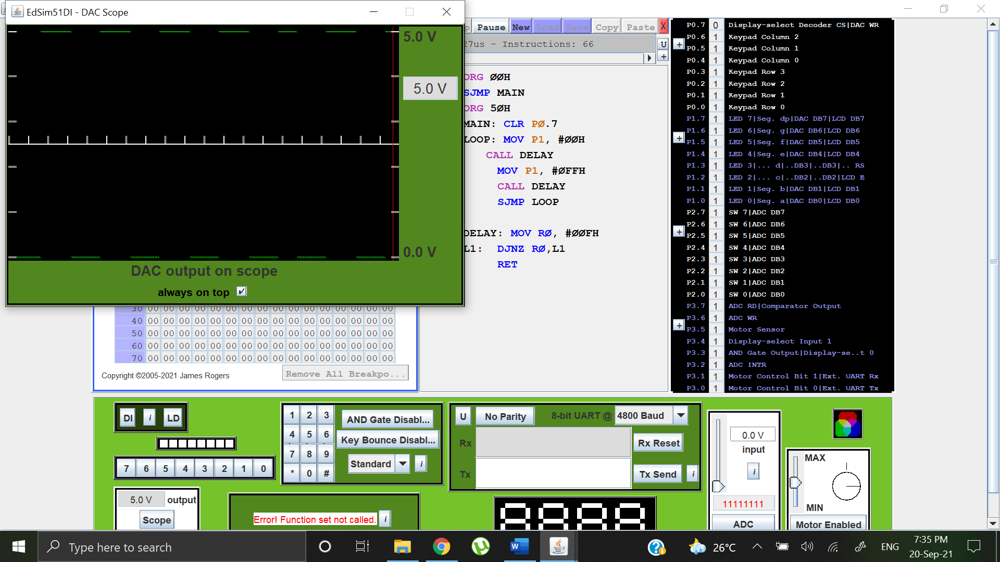 EdSim51DI - DAC Scope
5.0 V
5.0 V
0.0 V
DAC output on scope
always on top
Pause New Load Save Copy Paste X
27us - Instructions: 66
U
+
ORG 00H
SJMP MAIN
ORG 50H
MAIN: CLR P0.7
LOOP: MOV P1, #00H
CALL DELAY
MOV P1, #0FFH
CALL DELAY
SJMP LOOP
DELAY: MOV R0, #00FH
L1: DJNZ R0,L1
RET
P0.7 0 Display-select Decoder CS|DAC WR
P0.6 1 Keypad Column 2
P0.5 1 Keypad Column 1
P0.4 1 Keypad Column 0
P0.3 1 Keypad Row 3
P0.2 1 Keypad Row 2
P0.1 1 Keypad Row 1
P0.0 1 Keypad Row 0
P1.7 1 LED 7|Seg. dp|DAC DB7|LCD DB7
P1.6 1 LED 6|Seg. g|DAC DB6|LCD DB6
P1.5 1 LED 5|Seg. f|DAC DB5|LCD DB5
P1.4 1 LED 4|Seg. e|DAC DB4|LCD DB4
P1.3 1 LED 3|... d|..DB3|..DB3|.. RS
P1.2 1 LED 2|... c|..DB2|..DB2|LCD E
P1.1 1 LED 1|Seg. b|DAC DB1|LCD DB1
P1.0 1 LED 0|Seg. a|DAC DB0|LCD DB0
P2.7 1 SW 7|ADC DB7
P2.6 1 SW 6|ADC DB6
P2.5 1 SW 5|ADC DB5
P2.4 1 SW 4|ADC DB4
P2.3 1 SW 3|ADC DB3
P2.2 1 SW 2|ADC DB2
P2.1 1 SW 1|ADC DB1
P2.0 1 SW 0|ADC DB0
P3.7 1 ADC RD|Comparator Output
P3.6 1 ADC WR
P3.5 1 Motor Sensor
P3.4 1 Display-select Input 1
P3.3 1 AND Gate Output|Display-se..t 0
P3.2 1 ADC INTR
P3.1 1 Motor Control Bit 1|Ext. UART Rx
P3.0 1 Motor Control Bit 0|Ext. UART Tx
30 00 00 00 00 00 00 00 00 00 00 00 00 00 00 00 00
40 00 00 00 00 00 00 00 00 00 00 00 00 00 00 00 00
50 00 00 00 00 00 00 00 00 00 00 00 00 00 00 00 00
60 00 00 00 00 00 00 00 00 00 00 00 00 00 00 00 00
70 00 00 00 00 00 00 00 00 00 00 00 00 00 00 00 00
Copyright ©2005-2021 James Rogers
Remove All Breakpo...
DI i LD
7 6 5 4 3 2 1 0
5.0 V output
Scope
1 2 3
4 5 6
7 8 9
* 0 #
AND Gate Disabl...
Key Bounce Disabl...
Standard i
Error! Function set not called. i
U No Parity 8-bit UART @ 4800 Baud
Rx Rx Reset
Tx Tx Send i
8.8.8.8
0.0 V
input
i
11111111
ADC
MAX
MIN
Motor Enabled
Type here to search
26°C
ENG
7:35 PM
20-Sep-21